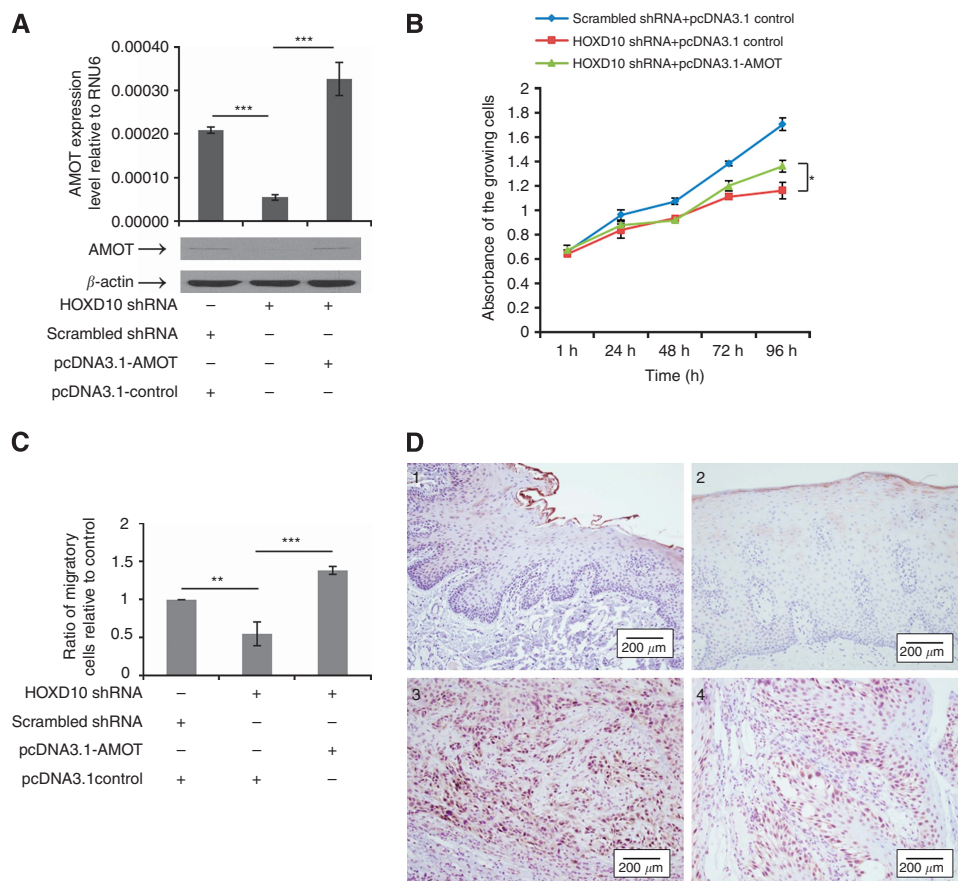 A
AMOT expression
level relative to RNU6
0.00040
0.00030
0.00020
0.00010
0.00000
***
***
AMOT
β-actin
HOXD10 shRNA – + +
Scrambled shRNA + – –
pcDNA3.1-AMOT – – +
pcDNA3.1-control + – –
B
Scrambled shRNA+pcDNA3.1 control
HOXD10 shRNA+pcDNA3.1 control
HOXD10 shRNA+pcDNA3.1-AMOT
Absorbance of the growing cells
2
1.8
1.6
1.4
1.2
1
0.8
0.6
0.4
0.2
0
*
1 h 24 h 48 h 72 h 96 h
Time (h)
C
Ratio of migratory
cells relative to control
2
1.5
1
0.5
0
**
***
HOXD10 shRNA – + +
Scrambled shRNA + – –
pcDNA3.1-AMOT – – +
pcDNA3.1control + + –
D
1
200 μm
2
200 μm
3
200 μm
4
200 μm